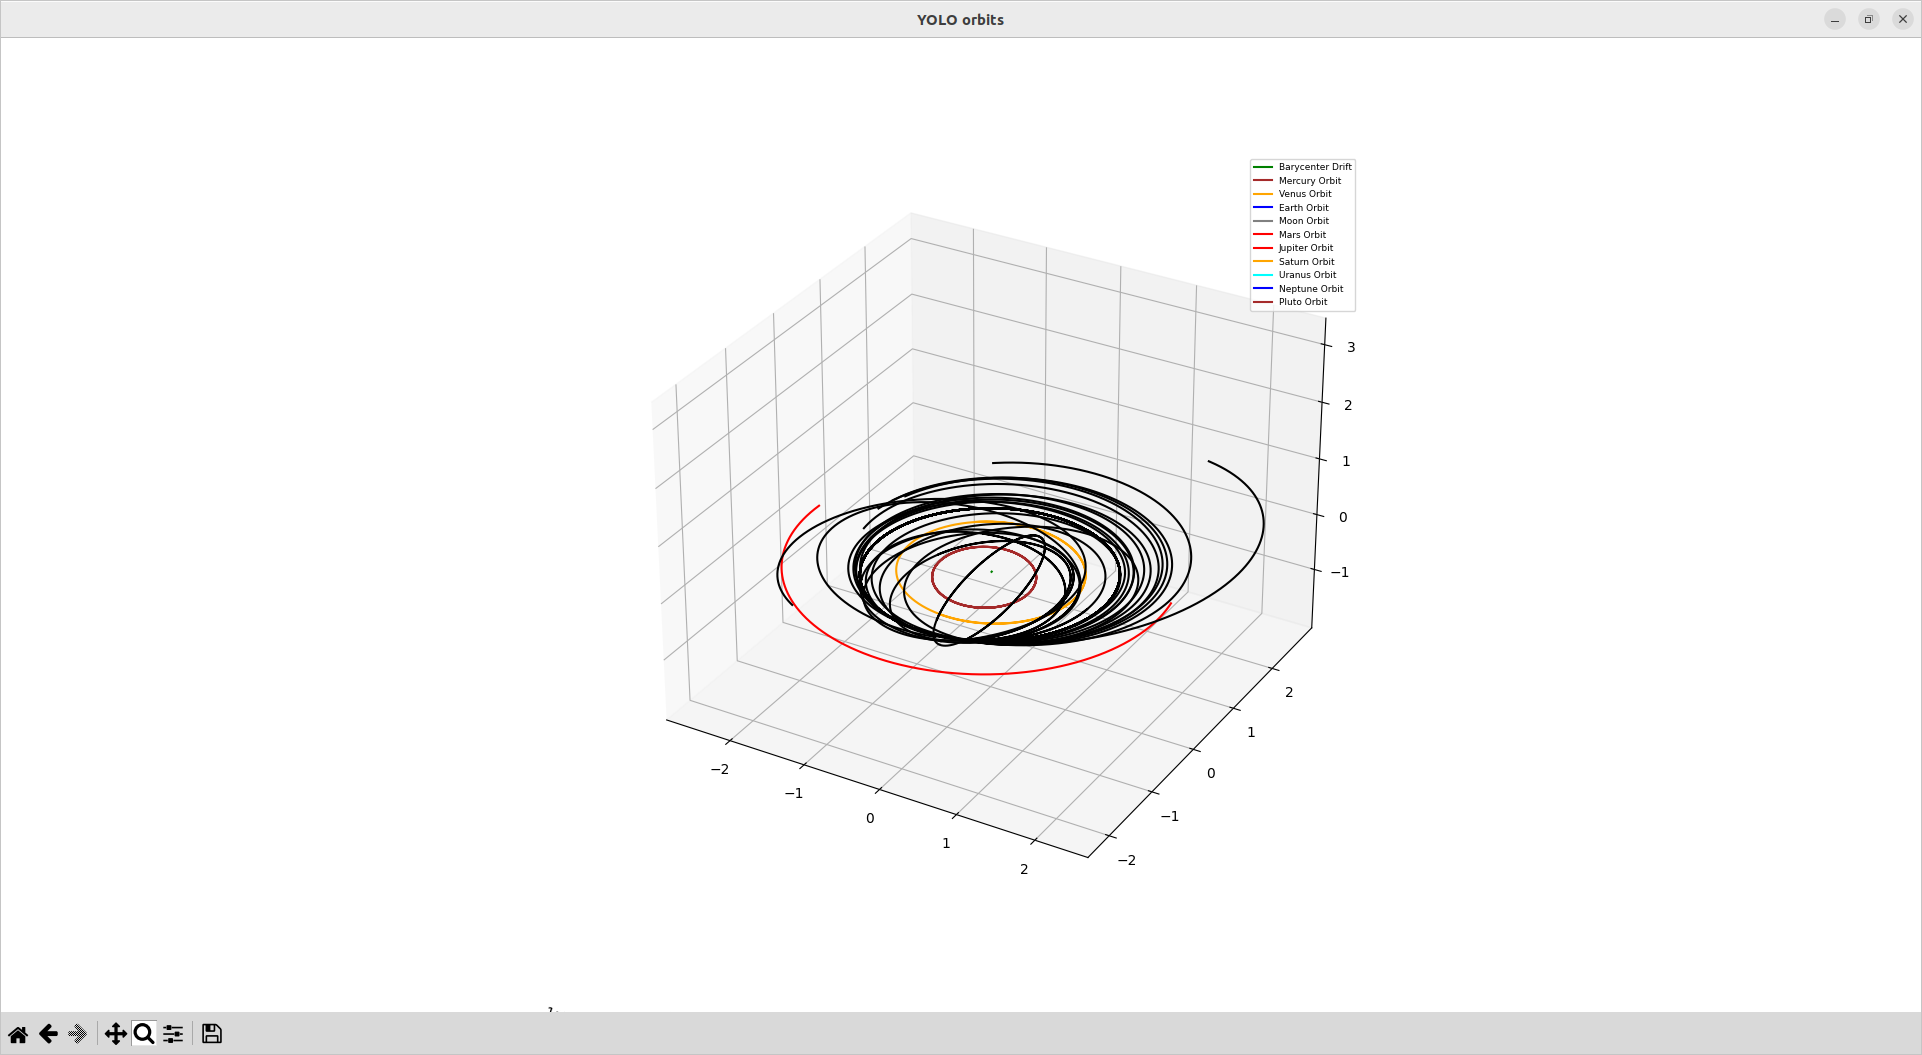 YOLO orbits
Barycenter Drift
Mercury Orbit
Venus Orbit
Earth Orbit
Moon Orbit
Mars Orbit
Jupiter Orbit
Saturn Orbit
Uranus Orbit
Neptune Orbit
Pluto Orbit
3
2
1
0
−1
2
1
0
−1
−2
−2
−1
0
1
2